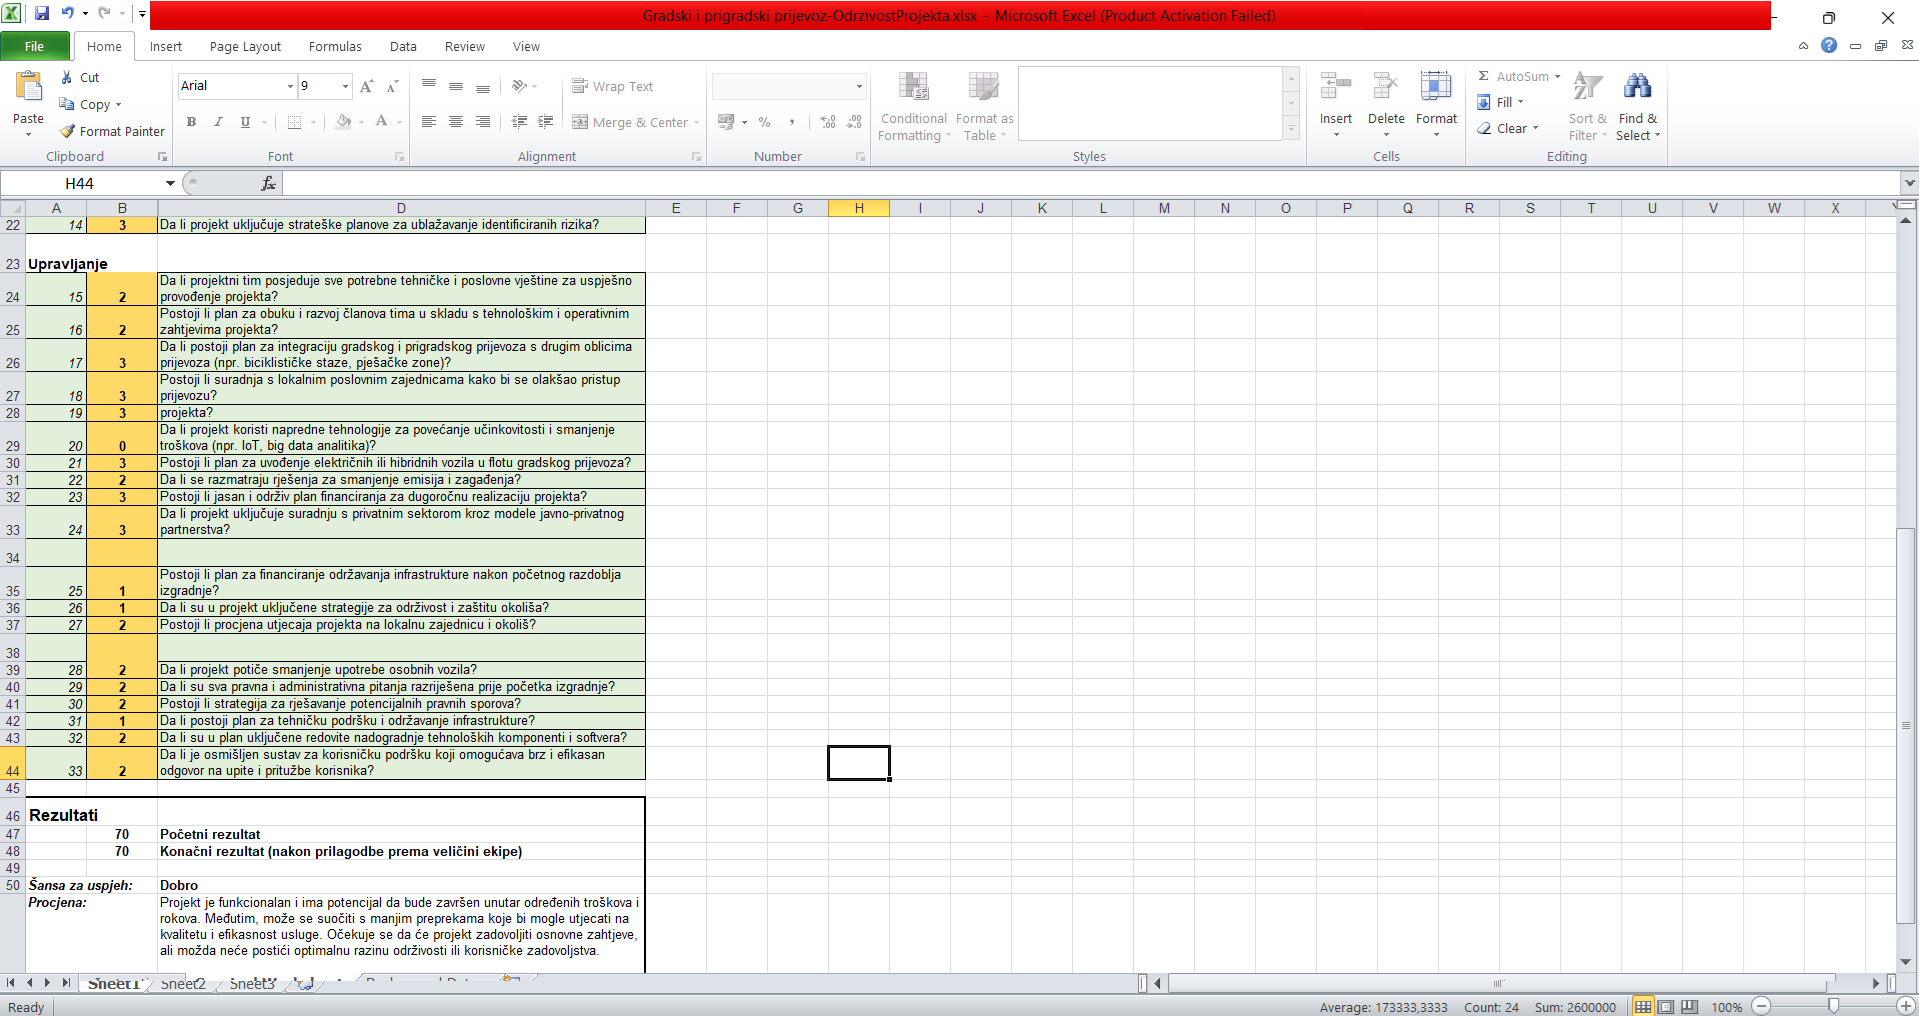 Gradski i prigradski prijevoz-OdrzivostProjekta.xlsx - Microsoft Excel (Product Activation Failed)
File Home Insert Page Layout Formulas Data Review View
Paste Cut Copy Format Painter
Arial 9
Wrap Text
Merge & Center
Conditional Formatting Format as Table
Insert Delete Format
AutoSum Fill Clear
Sort & Filter Find & Select
Clipboard Font Alignment Number Styles Cells Editing
H44 fx
A B D E F G H I J K L M N O P Q R S T U V W X
22 14 3 Da li projekt uključuje strateške planove za ublažavanje identificiranih rizika?
23 Upravljanje
24 15 2 Da li projektni tim posjeduje sve potrebne tehničke i poslovne vještine za uspješno
provođenje projekta?
25 16 2 Postoji li plan za obuku i razvoj članova tima u skladu s tehnološkim i operativnim
zahtjevima projekta?
26 17 3 Da li postoji plan za integraciju gradskog i prigradskog prijevoza s drugim oblicima
prijevoza (npr. biciklističke staze, pješačke zone)?
27 18 3 Postoji li suradnja s lokalnim poslovnim zajednicama kako bi se olakšao pristup
prijevozu?
28 19 3 projekta?
29 20 0 Da li projekt koristi napredne tehnologije za povećanje učinkovitosti i smanjenje
troškova (npr. IoT, big data analitika)?
30 21 3 Postoji li plan za uvođenje električnih ili hibridnih vozila u flotu gradskog prijevoza?
31 22 2 Da li se razmatraju rješenja za smanjenje emisija i zagađenja?
32 23 3 Postoji li jasan i održiv plan financiranja za dugoročnu realizaciju projekta?
33 24 3 Da li projekt uključuje suradnju s privatnim sektorom kroz modele javno-privatnog
partnerstva?
34
35 25 1 Postoji li plan za financiranje održavanja infrastrukture nakon početnog razdoblja
izgradnje?
36 26 1 Da li su u projekt uključene strategije za održivost i zaštitu okoliša?
37 27 2 Postoji li procjena utjecaja projekta na lokalnu zajednicu i okoliš?
38
39 28 2 Da li projekt potiče smanjenje upotrebe osobnih vozila?
40 29 2 Da li su sva pravna i administrativna pitanja razriješena prije početka izgradnje?
41 30 2 Postoji li strategija za rješavanje potencijalnih pravnih sporova?
42 31 1 Da li postoji plan za tehničku podršku i održavanje infrastrukture?
43 32 2 Da li su u plan uključene redovite nadogradnje tehnoloških komponenti i softvera?
44 33 2 Da li je osmišljen sustav za korisničku podršku koji omogućava brz i efikasan
odgovor na upite i pritužbe korisnika?
45
46 Rezultati
47 70 Početni rezultat
48 70 Konačni rezultat (nakon prilagodbe prema veličini ekipe)
49
50 Šansa za uspjeh: Dobro
Procjena: Projekt je funkcionalan i ima potencijal da bude završen unutar određenih troškova i
rokova. Međutim, može se suočiti s manjim preprekama koje bi mogle utjecati na
kvalitetu i efikasnost usluge. Očekuje se da će projekt zadovoljiti osnovne zahtjeve,
ali možda neće postići optimalnu razinu održivosti ili korisničke zadovoljstva.
Sheet1 Sheet2 Sheet3
Ready Average: 173333,3333 Count: 24 Sum: 2600000 100%